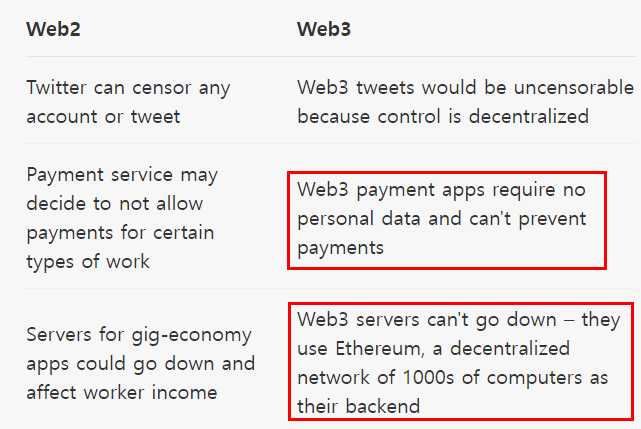 Web2
Web3
Twitter can censor any
account or tweet
Web3 tweets would be uncensorable
because control is decentralized
Payment service may
decide to not allow
payments for certain
types of work
Web3 payment apps require no
personal data and can't prevent
payments
Servers for gig-economy
apps could go down and
affect worker income
Web3 servers can't go down – they
use Ethereum, a decentralized
network of 1000s of computers as
their backend